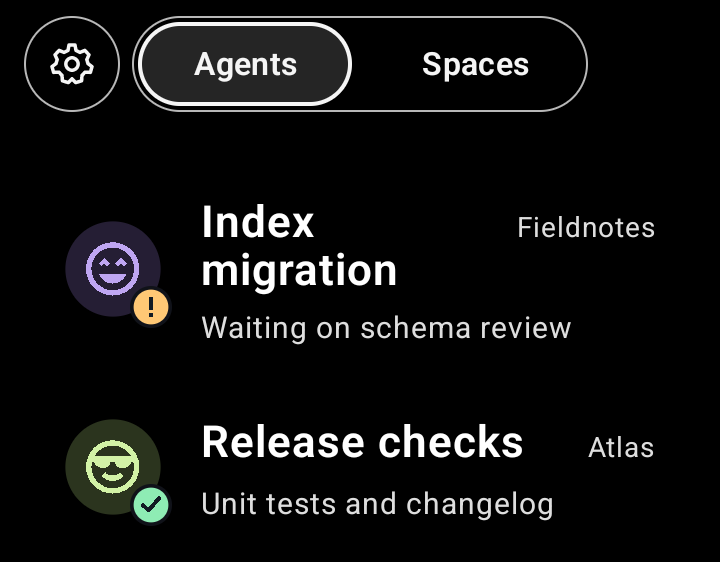 Agents
Spaces
Index
migration
Fieldnotes
Waiting on schema review
Release checks
Atlas
Unit tests and changelog